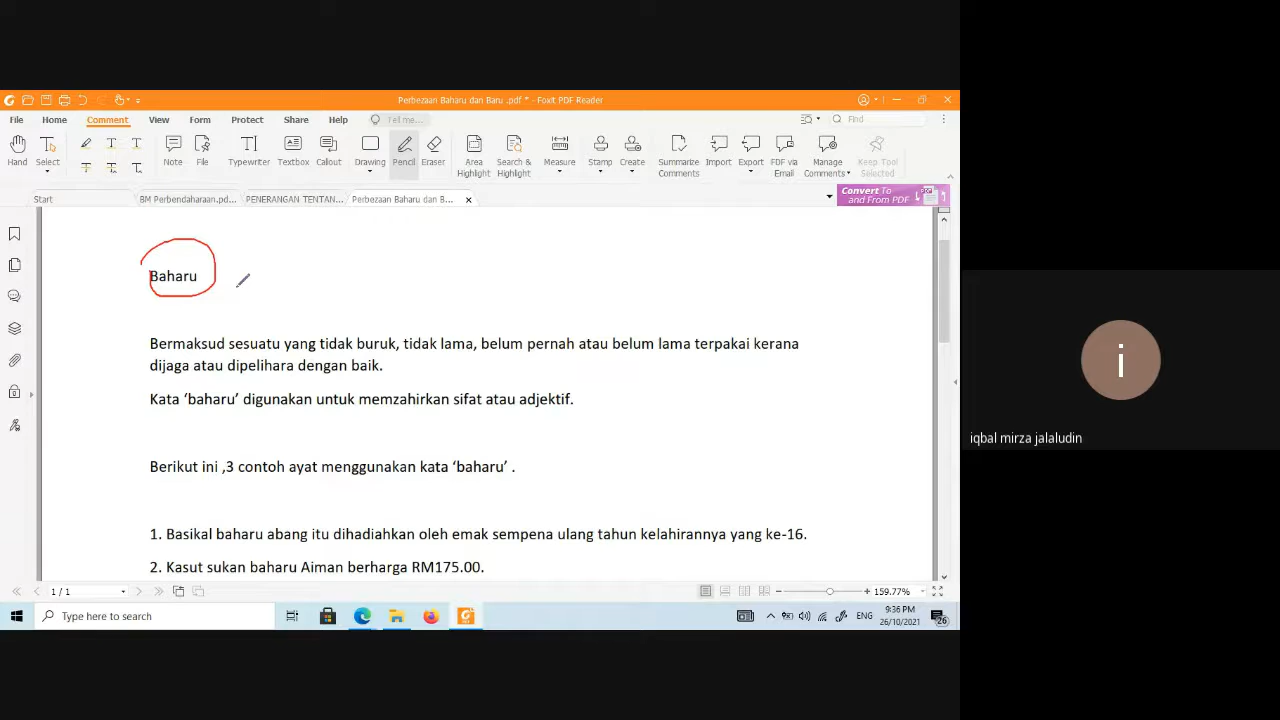 Perbezaan Baharu dan Baru .pdf * - Foxit PDF Reader
File Home Comment View Form Protect Share Help Tell me... Find
Hand Select Note File Typewriter Textbox Callout Drawing Pencil Eraser Area Highlight Search & Highlight Measure Stamp Create Summarize Comments Import Export FDF via Email Manage Comments Keep Tool Selected
Start BM Perbendaharaan.pd... PENERANGAN TENTAN... Perbezaan Baharu dan B...
Convert To
and From PDF
Baharu
Bermaksud sesuatu yang tidak buruk, tidak lama, belum pernah atau belum lama terpakai kerana
dijaga atau dipelihara dengan baik.
Kata ‘baharu’ digunakan untuk memzahirkan sifat atau adjektif.
i
iqbal mirza jalaludin
Berikut ini ,3 contoh ayat menggunakan kata ‘baharu’ .
1. Basikal baharu abang itu dihadiahkan oleh emak sempena ulang tahun kelahirannya yang ke-16.
2. Kasut sukan baharu Aiman berharga RM175.00.
1 / 1 159.77%
Type here to search ENG 9:36 PM
26/10/2021 26